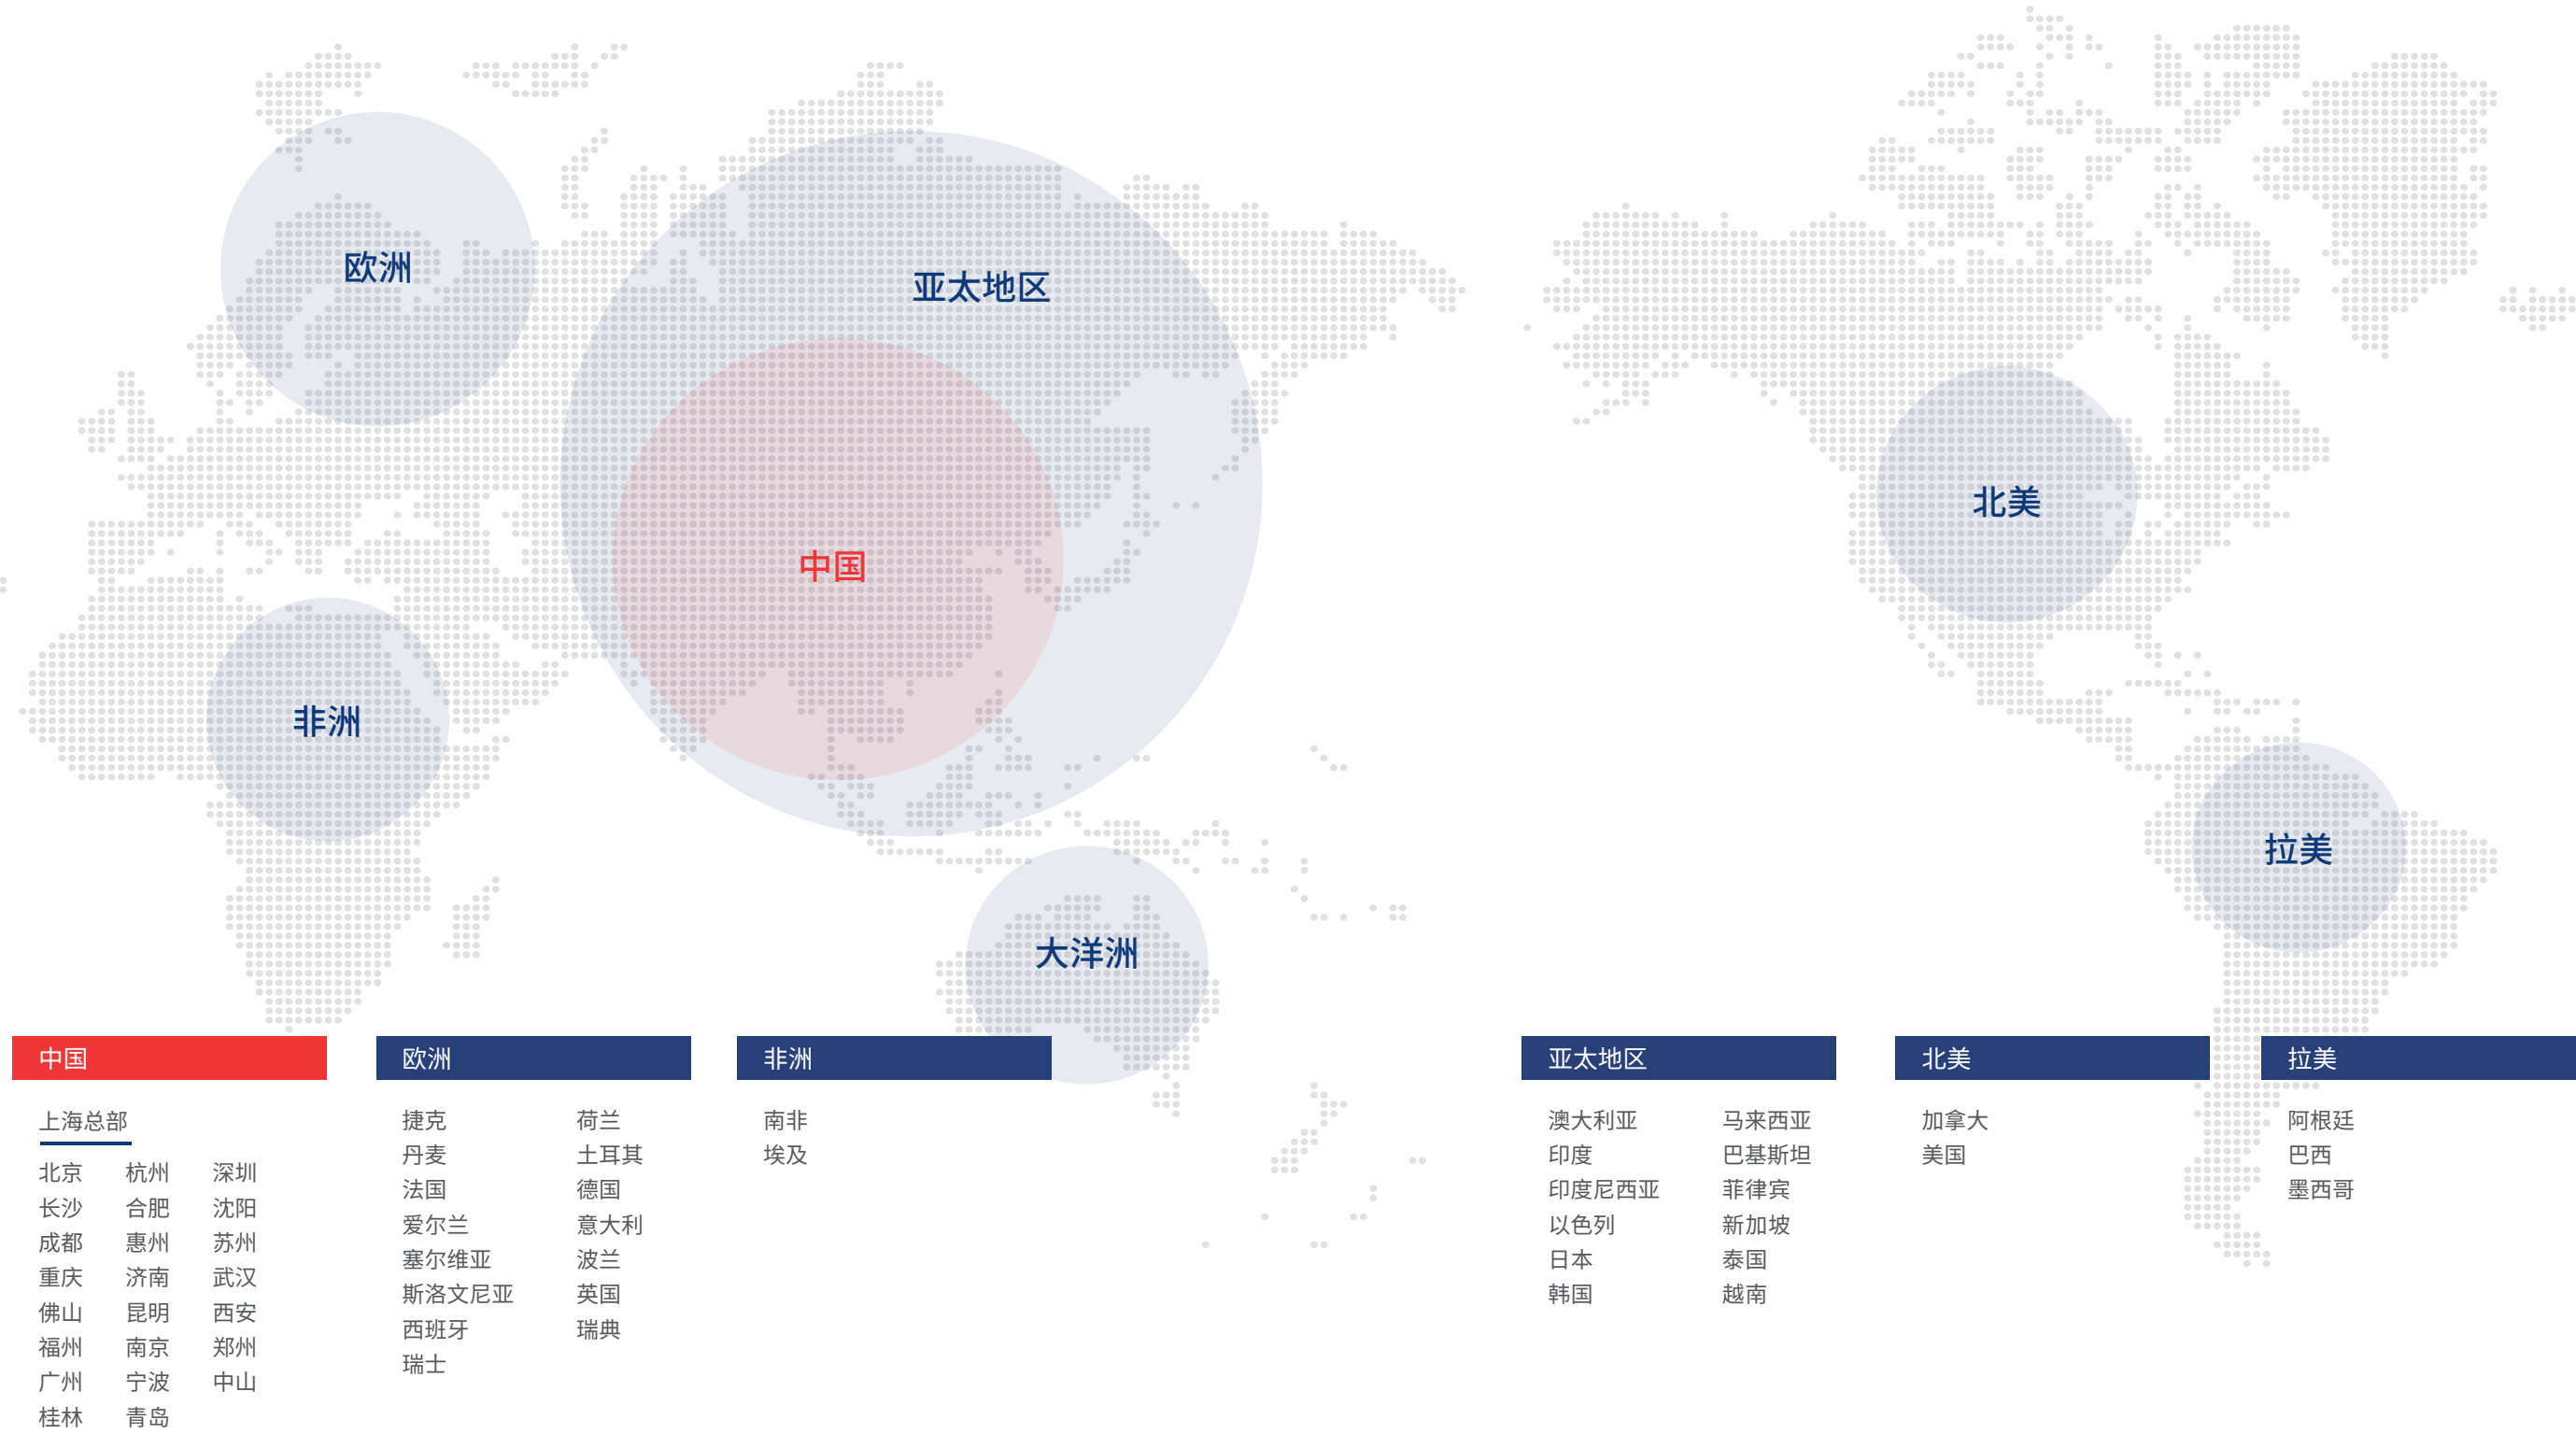 欧洲
亚太地区
中国
北美
非洲
拉美
大洋洲
中国
上海总部
北京 杭州 深圳
长沙 合肥 沈阳
成都 惠州 苏州
重庆 济南 武汉
佛山 昆明 西安
福州 南京 郑州
广州 宁波 中山
桂林 青岛
欧洲
捷克 荷兰
丹麦 土耳其
法国 德国
爱尔兰 意大利
塞尔维亚 波兰
斯洛文尼亚 英国
西班牙 瑞典
瑞士
非洲
南非
埃及
亚太地区
澳大利亚 马来西亚
印度 巴基斯坦
印度尼西亚 菲律宾
以色列 新加坡
日本 泰国
韩国 越南
北美
加拿大
美国
拉美
阿根廷
巴西
墨西哥